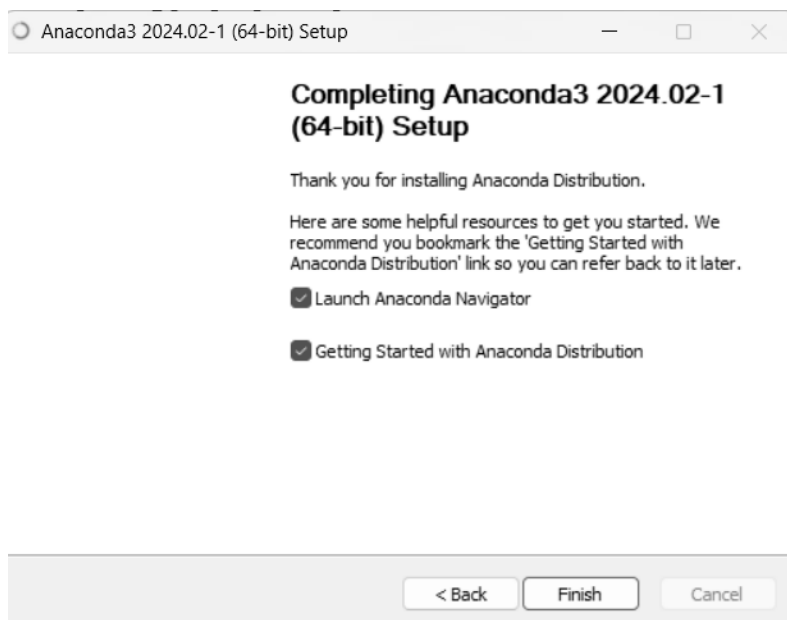 Anaconda3 2024.02-1 (64-bit) Setup
Completing Anaconda3 2024.02-1
(64-bit) Setup
Thank you for installing Anaconda Distribution.
Here are some helpful resources to get you started. We
recommend you bookmark the 'Getting Started with
Anaconda Distribution' link so you can refer back to it later.
Launch Anaconda Navigator
Getting Started with Anaconda Distribution
< Back
Finish
Cancel